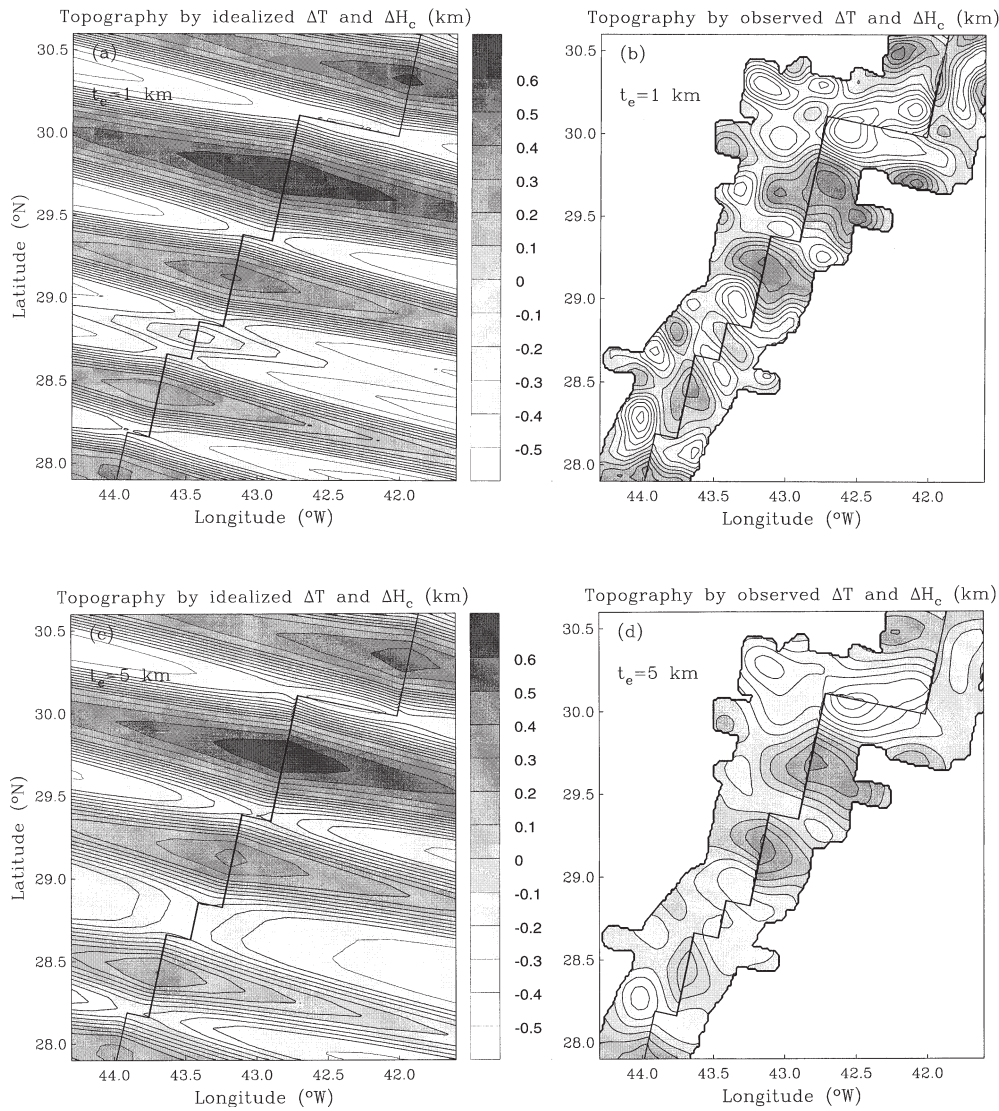 Topography by idealized ΔT and ΔH_c (km)
(a)
t_e=1 km
30.5
30.0
29.5
29.0
28.5
28.0
Latitude (°N)
44.0 43.5 43.0 42.5 42.0
Longitude (°W)
0.6
0.5
0.4
0.3
0.2
0.1
0
-0.1
-0.2
-0.3
-0.4
-0.5
Topography by observed ΔT and ΔH_c (km)
(b)
t_e=1 km
30.5
30.0
29.5
29.0
28.5
28.0
44.0 43.5 43.0 42.5 42.0
Longitude (°W)
Topography by idealized ΔT and ΔH_c (km)
(c)
t_e=5 km
30.5
30.0
29.5
29.0
28.5
28.0
Latitude (°N)
44.0 43.5 43.0 42.5 42.0
Longitude (°W)
0.6
0.5
0.4
0.3
0.2
0.1
0
-0.1
-0.2
-0.3
-0.4
-0.5
Topography by observed ΔT and ΔH_c (km)
(d)
t_e=5 km
30.5
30.0
29.5
29.0
28.5
28.0
44.0 43.5 43.0 42.5 42.0
Longitude (°W)